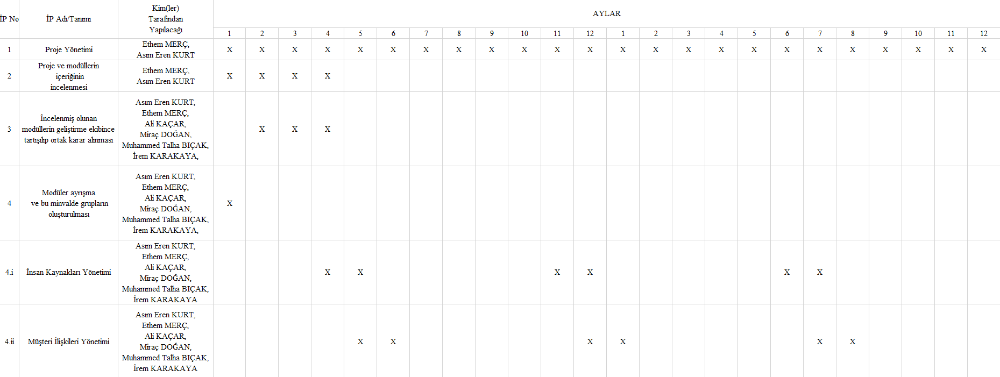 İP No İP Adı/Tanımı Kim(ler)
Tarafından
Yapılacağı AYLAR
1 2 3 4 5 6 7 8 9 10 11 12 1 2 3 4 5 6 7 8 9 10 11 12
1 Proje Yönetimi Ethem MERÇ,
Asım Eren KURT X X X X X X X X X X X X X X X X X X X X X X X X
2 Proje ve modüllerin
içeriğinin
incelenmesi Ethem MERÇ,
Asım Eren KURT X X X X
3 İncelenmiş olunan
modüllerin geliştirme ekibince
tartışılıp ortak karar alınması Asım Eren KURT,
Ethem MERÇ,
Ali KAÇAR,
Miraç DOĞAN,
Muhammed Talha BIÇAK,
İrem KARAKAYA, X X X
4 Modüler ayrışma
ve bu minvalde grupların
oluşturulması Asım Eren KURT,
Ethem MERÇ,
Ali KAÇAR,
Miraç DOĞAN,
Muhammed Talha BIÇAK,
İrem KARAKAYA, X
4.i İnsan Kaynakları Yönetimi Asım Eren KURT,
Ethem MERÇ,
Ali KAÇAR,
Miraç DOĞAN,
Muhammed Talha BIÇAK,
İrem KARAKAYA X X X X X X
4.ii Müşteri İlişkileri Yönetimi Asım Eren KURT,
Ethem MERÇ,
Ali KAÇAR,
Miraç DOĞAN,
Muhammed Talha BIÇAK,
İrem KARAKAYA X X X X X X